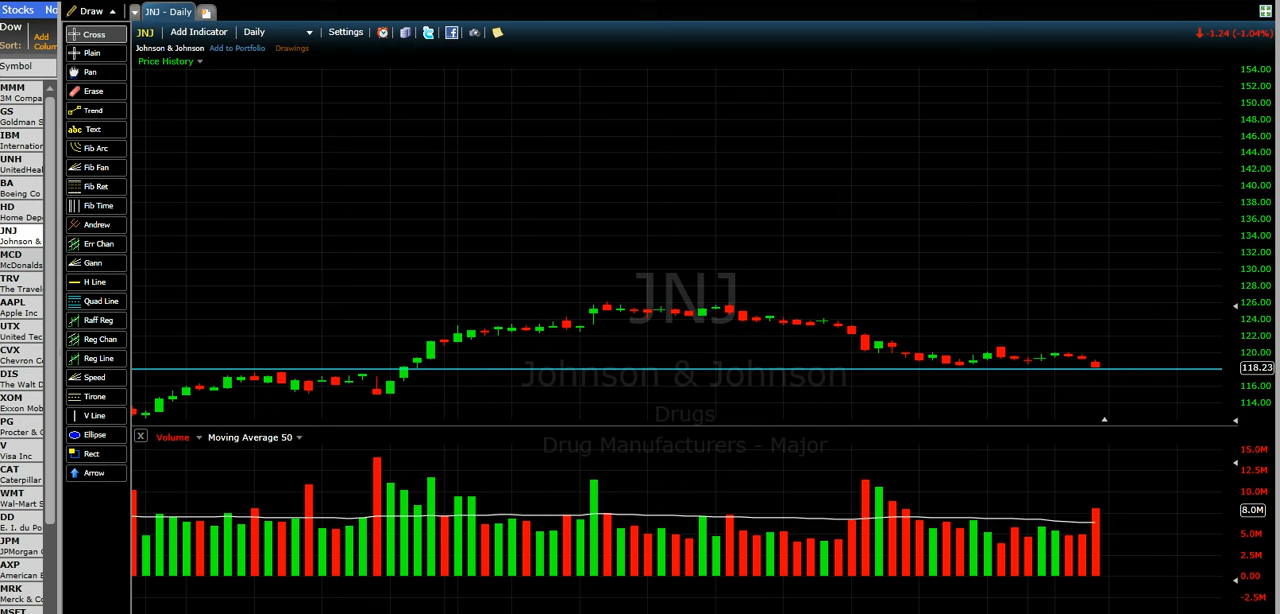 Stocks No
Dow
Sort:
Add
Colum
Symbol
MMM
3M Compa
GS
Goldman S
IBM
Internation
UNH
UnitedHeal
BA
Boeing Co
HD
Home Dep
JNJ
Johnson &
MCD
McDonalds
TRV
The Travel
AAPL
Apple Inc
UTX
United Tec
CVX
Chevron C
DIS
The Walt D
XOM
Exxon Mob
PG
Procter & C
V
Visa Inc
CAT
Caterpillar
WMT
Wal-Mart S
DD
E. I. du Po
JPM
JPMorgan C
AXP
American E
MRK
Merck & Co
MSFT
Draw
Cross
Plain
Pan
Erase
Trend
abc Text
Fib Arc
Fib Fan
Fib Ret
Fib Time
Andrew
Err Chan
Gann
H Line
Quad Line
Raff Reg
Reg Chan
Reg Line
Speed
Tirone
V Line
Ellipse
Rect
Arrow
JNJ - Daily
JNJ Add Indicator Daily Settings
Johnson & Johnson Add to Portfolio Drawings
Price History
-1.24 (-1.04%)
154.00
152.00
150.00
148.00
146.00
144.00
142.00
140.00
138.00
136.00
134.00
132.00
130.00
128.00
126.00
124.00
122.00
120.00
118.23
116.00
114.00
JNJ
Johnson & Johnson
Drugs
Drug Manufacturers - Major
X Volume Moving Average 50
15.0M
12.5M
10.0M
8.0M
5.0M
2.5M
0.00
-2.5M